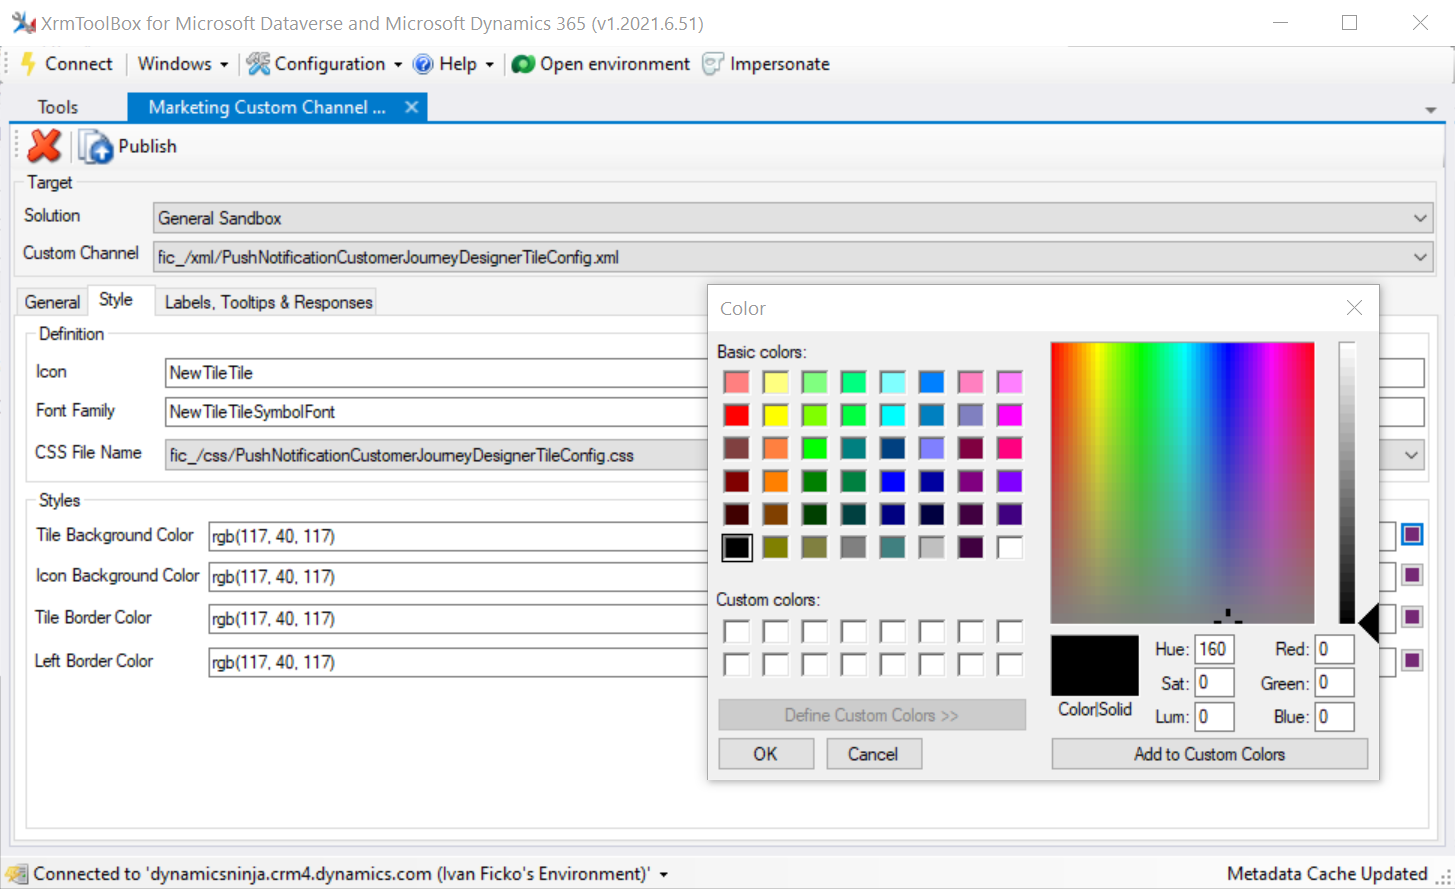 XrmToolBox for Microsoft Dataverse and Microsoft Dynamics 365 (v1.2021.6.51)
Connect Windows Configuration Help Open environment Impersonate
Tools Marketing Custom Channel ...
Publish
Target
Solution General Sandbox
Custom Channel fic_/xml/PushNotificationCustomerJourneyDesignerTileConfig.xml
General Style Labels, Tooltips & Responses
Definition
Icon NewTileTile
Font Family NewTileTileSymbolFont
CSS File Name fic_/css/PushNotificationCustomerJourneyDesignerTileConfig.css
Styles
Tile Background Color rgb(117, 40, 117)
Icon Background Color rgb(117, 40, 117)
Tile Border Color rgb(117, 40, 117)
Left Border Color rgb(117, 40, 117)
Color
Basic colors:
Custom colors:
Define Custom Colors >>
OK Cancel
Color|Solid
Hue: 160 Red: 0
Sat: 0 Green: 0
Lum: 0 Blue: 0
Add to Custom Colors
Connected to 'dynamicsninja.crm4.dynamics.com (Ivan Ficko's Environment)' Metadata Cache Updated